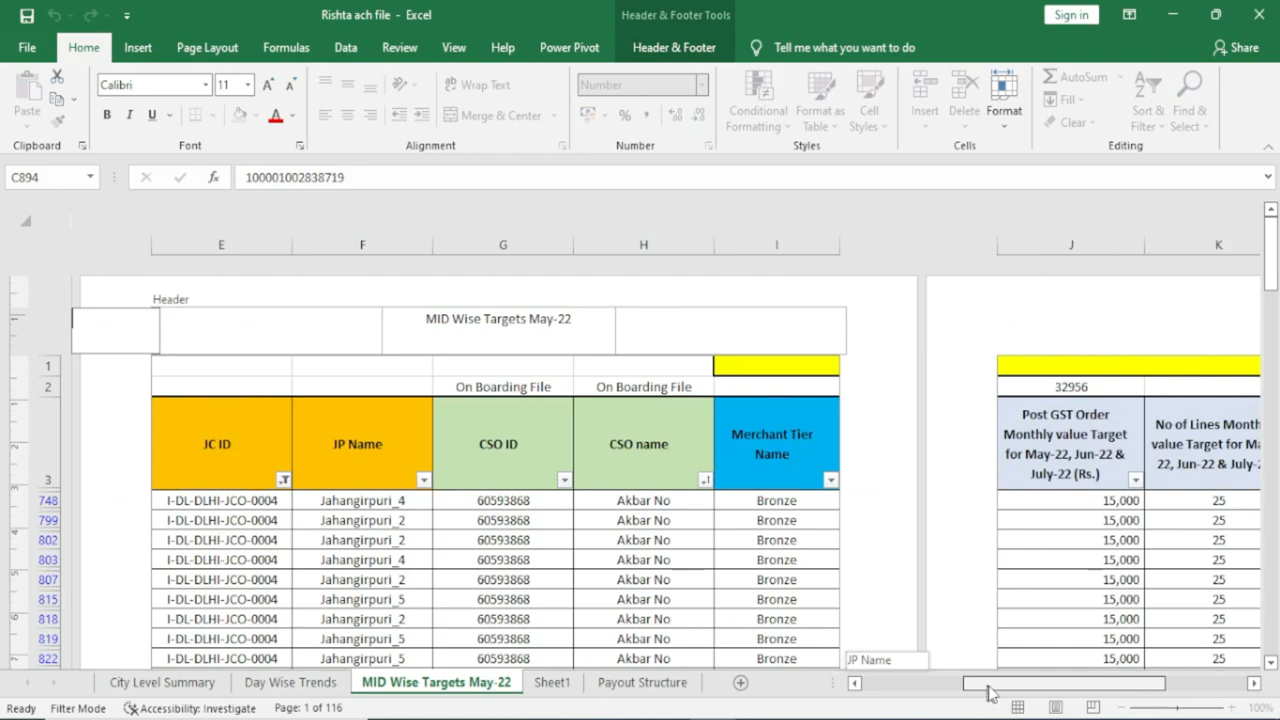 Rishta ach file - Excel
Header & Footer Tools
Sign in
File Home Insert Page Layout Formulas Data Review View Help Power Pivot Header & Footer Tell me what you want to do Share
Calibri 11 Wrap Text Number AutoSum
Fill
Paste Merge & Center Conditional Formatting Format as Table Cell Styles Insert Delete Format Clear Sort & Filter Find & Select
Clipboard Font Alignment Number Styles Cells Editing
C894 fx 100001002838719
E F G H I J K
Header
MID Wise Targets May-22
1
2 On Boarding File On Boarding File 32956
3 JC ID JP Name CSO ID CSO name Merchant Tier Name Post GST Order Monthly value Target for May-22, Jun-22 & July-22 (Rs.) No of Lines Month value Target for Ma 22, Jun-22 & July-
748 I-DL-DLHI-JCO-0004 Jahangirpuri_4 60593868 Akbar No Bronze 15,000 25
799 I-DL-DLHI-JCO-0004 Jahangirpuri_2 60593868 Akbar No Bronze 15,000 25
802 I-DL-DLHI-JCO-0004 Jahangirpuri_2 60593868 Akbar No Bronze 15,000 25
803 I-DL-DLHI-JCO-0004 Jahangirpuri_4 60593868 Akbar No Bronze 15,000 25
807 I-DL-DLHI-JCO-0004 Jahangirpuri_2 60593868 Akbar No Bronze 15,000 25
815 I-DL-DLHI-JCO-0004 Jahangirpuri_5 60593868 Akbar No Bronze 15,000 25
818 I-DL-DLHI-JCO-0004 Jahangirpuri_2 60593868 Akbar No Bronze 15,000 25
819 I-DL-DLHI-JCO-0004 Jahangirpuri_5 60593868 Akbar No Bronze 15,000 25
822 I-DL-DLHI-JCO-0004 Jahangirpuri_5 60593868 Akbar No Bronze 15,000 25
JP Name
City Level Summary Day Wise Trends MID Wise Targets May-22 Sheet1 Payout Structure
Ready Filter Mode Accessibility: Investigate Page: 1 of 116 100%